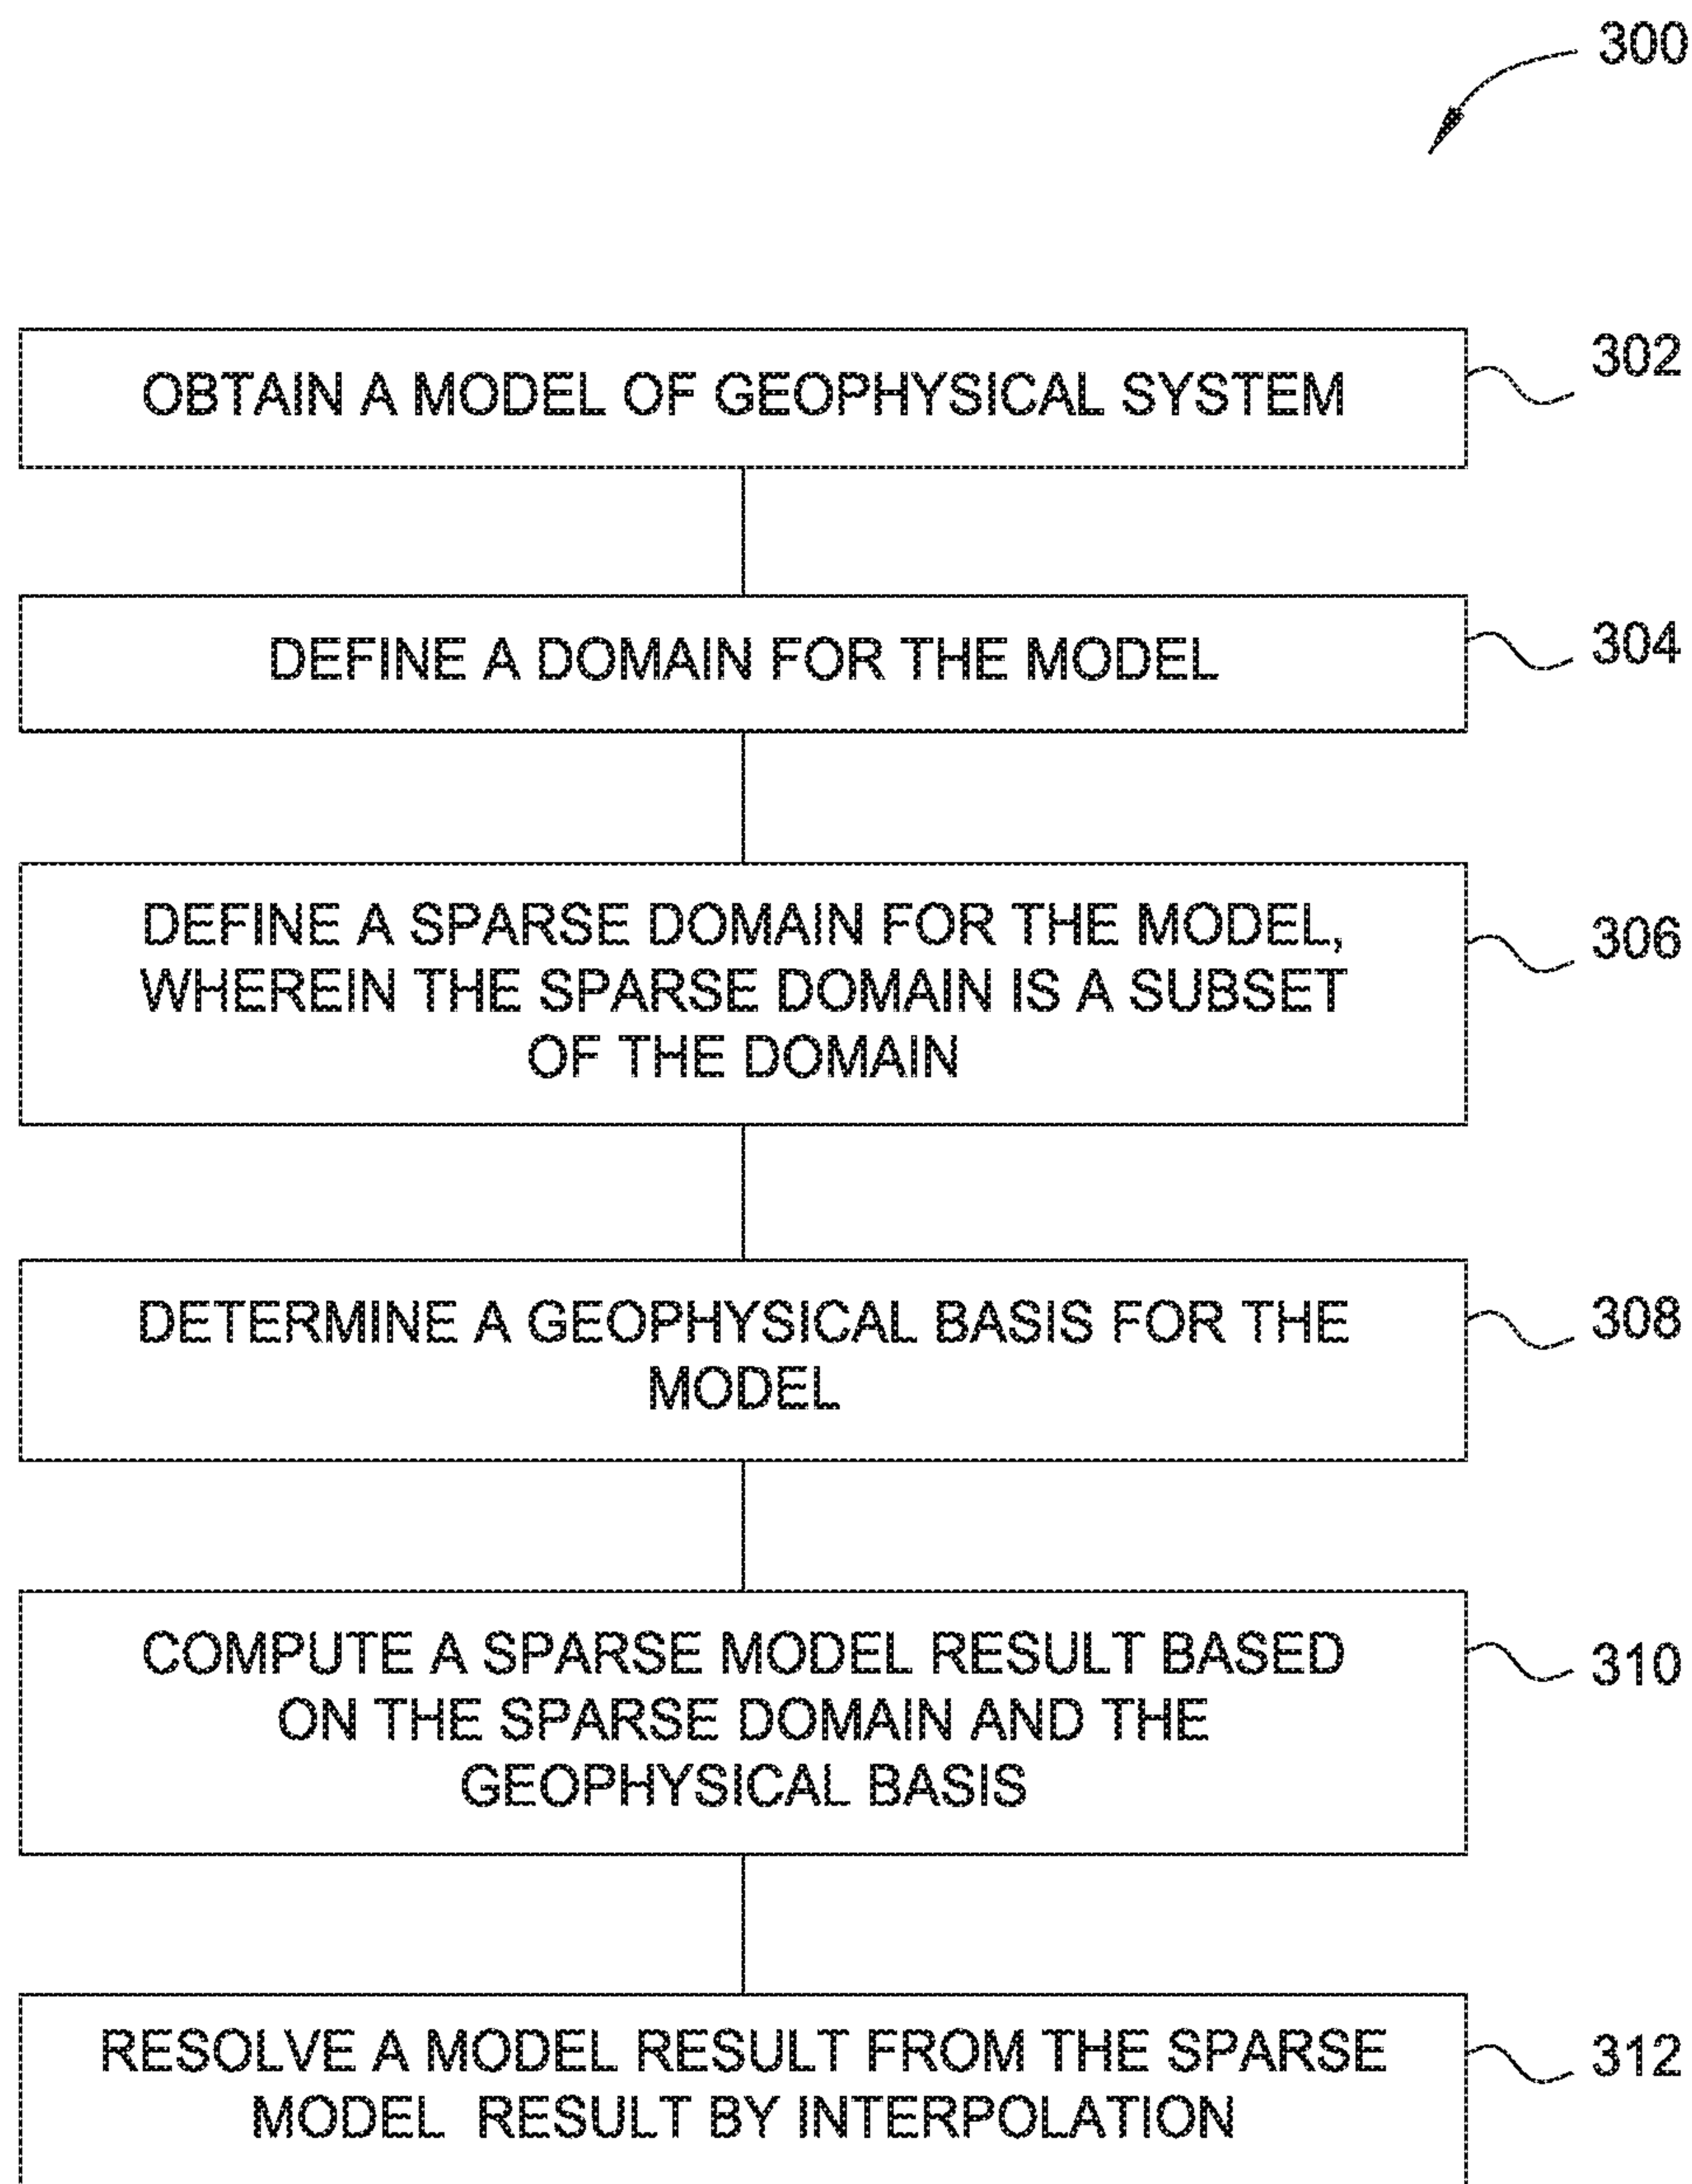 300
OBTAIN A MODEL OF GEOPHYSICAL SYSTEM
302
DEFINE A DOMAIN FOR THE MODEL
304
DEFINE A SPARSE DOMAIN FOR THE MODEL,
WHEREIN THE SPARSE DOMAIN IS A SUBSET
OF THE DOMAIN
306
DETERMINE A GEOPHYSICAL BASIS FOR THE
MODEL
308
COMPUTE A SPARSE MODEL RESULT BASED
ON THE SPARSE DOMAIN AND THE
GEOPHYSICAL BASIS
310
RESOLVE A MODEL RESULT FROM THE SPARSE
MODEL RESULT BY INTERPOLATION
312